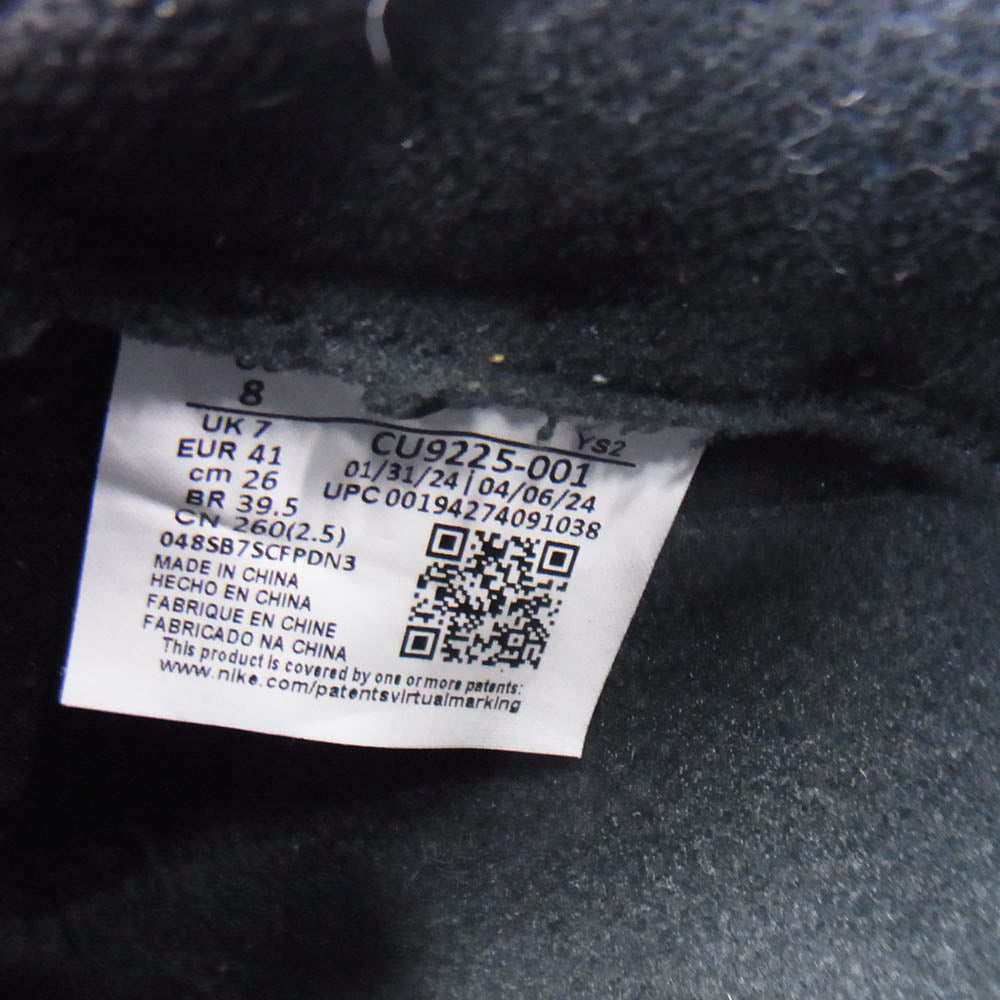 8
YS2
UK 7
CU9225-001
EUR 41
01/31/24 | 04/06/24
cm 26
UPC 00194274091038
BR 39.5
CN 260(2.5)
048SB7SCFPDN3
MADE IN CHINA
HECHO EN CHINA
FABRIQUE EN CHINE
FABRICADO NA CHINA
This product is covered by one or more patents:
www.nike.com/patentsvirtualmarking